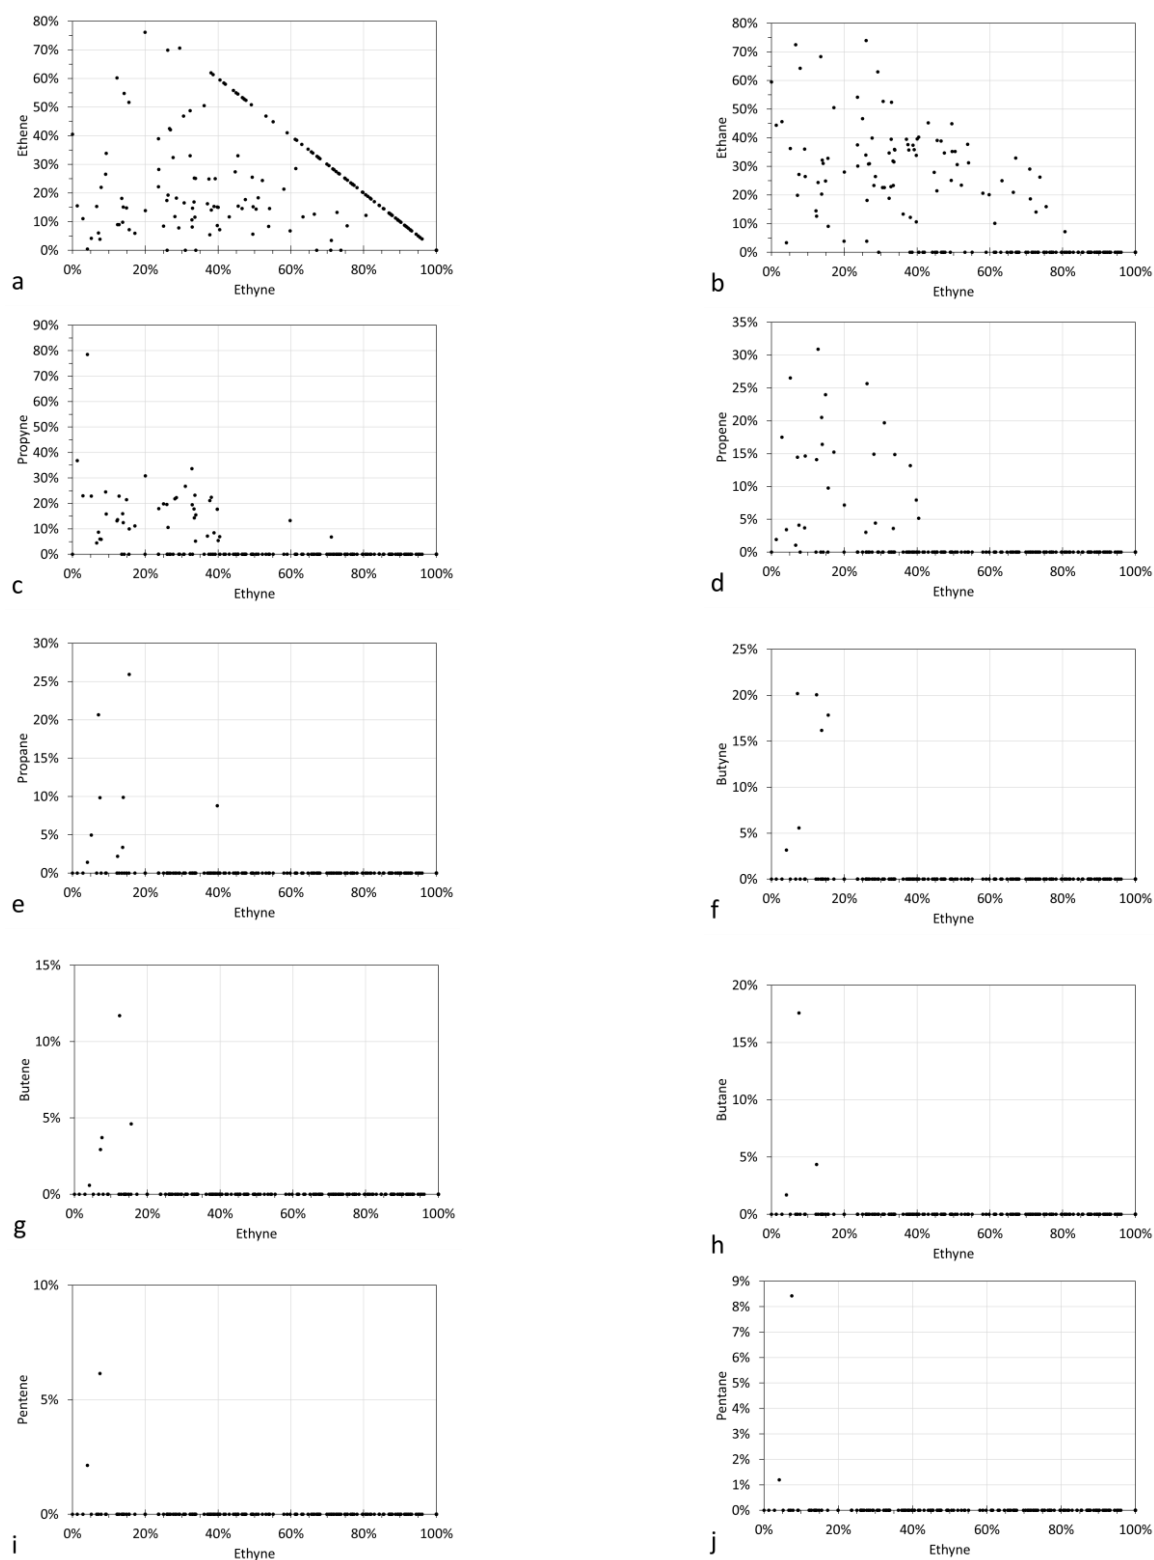 80%
70%
60%
50%
40%
30%
20%
10%
0%
Ethene
0% 20% 40% 60% 80% 100%
Ethyne
a
80%
70%
60%
50%
40%
30%
20%
10%
0%
Ethane
0% 20% 40% 60% 80% 100%
Ethyne
b
90%
80%
70%
60%
50%
40%
30%
20%
10%
0%
Propyne
0% 20% 40% 60% 80% 100%
Ethyne
c
35%
30%
25%
20%
15%
10%
5%
0%
Propene
0% 20% 40% 60% 80% 100%
Ethyne
d
30%
25%
20%
15%
10%
5%
0%
Propane
0% 20% 40% 60% 80% 100%
Ethyne
e
25%
20%
15%
10%
5%
0%
Butyne
0% 20% 40% 60% 80% 100%
Ethyne
f
15%
10%
5%
0%
Butene
0% 20% 40% 60% 80% 100%
Ethyne
g
20%
15%
10%
5%
0%
Butane
0% 20% 40% 60% 80% 100%
Ethyne
h
10%
5%
0%
Pentene
0% 20% 40% 60% 80% 100%
Ethyne
i
9%
8%
7%
6%
5%
4%
3%
2%
1%
0%
Pentane
0% 20% 40% 60% 80% 100%
Ethyne
j